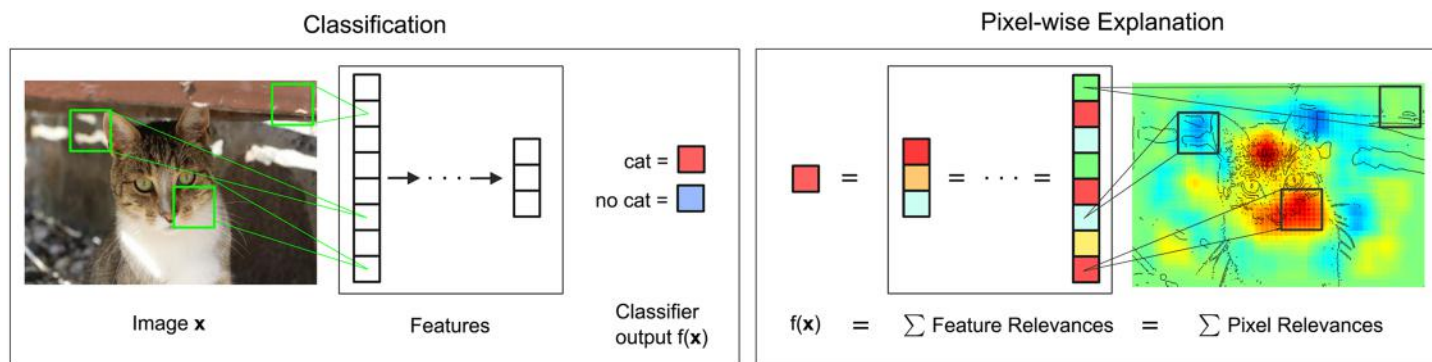 Classification
Pixel-wise Explanation
cat =
no cat =
= = · · · =
Image x
Features
Classifier
output f(x)
f(x) = ∑ Feature Relevances = ∑ Pixel Relevances